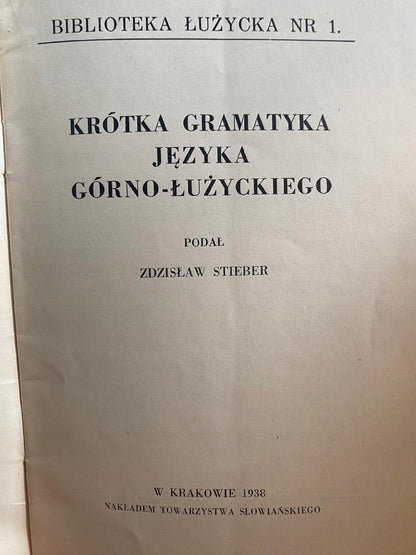 BIBLIOTEKA ŁUŻYCKA NR 1.
KRÓTKA GRAMATYKA
JĘZYKA
GÓRNO-ŁUŻYCKIEGO
PODAŁ
ZDZISŁAW STIEBER
W KRAKOWIE 1938
NAKŁADEM TOWARZYSTWA SŁOWIAŃSKIEGO